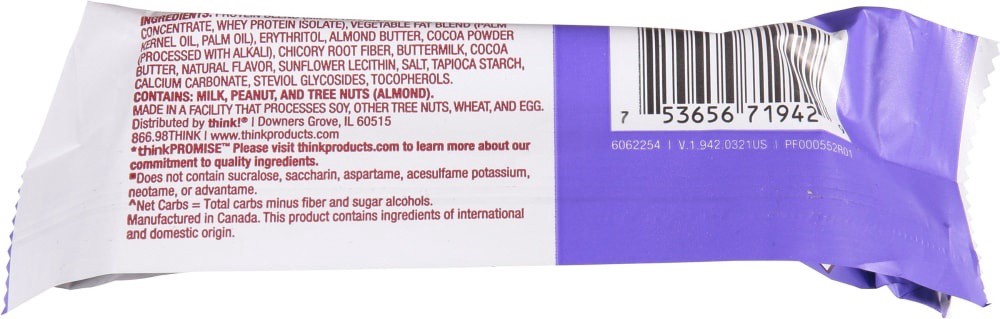 INGREDIENTS: PROTEIN BLEND
CONCENTRATE, WHEY PROTEIN ISOLATE), VEGETABLE FAT BLEND (PALM
KERNEL OIL, PALM OIL), ERYTHRITOL, ALMOND BUTTER, COCOA POWDER
(PROCESSED WITH ALKALI), CHICORY ROOT FIBER, BUTTERMILK, COCOA
BUTTER, NATURAL FLAVOR, SUNFLOWER LECITHIN, SALT, TAPIOCA STARCH,
CALCIUM CARBONATE, STEVIOL GLYCOSIDES, TOCOPHEROLS.
CONTAINS: MILK, PEANUT, AND TREE NUTS (ALMOND).
MADE IN A FACILITY THAT PROCESSES SOY, OTHER TREE NUTS, WHEAT, AND EGG.
Distributed by think!® | Downers Grove, IL 60515
866.98THINK | www.thinkproducts.com
*thinkPROMISE™ Please visit thinkproducts.com to learn more about our
commitment to quality ingredients.
■Does not contain sucralose, saccharin, aspartame, acesulfame potassium,
neotame, or advantame.
^Net Carbs = Total carbs minus fiber and sugar alcohols.
Manufactured in Canada. This product contains ingredients of international
and domestic origin.
7 53656 71942
6062254 | V.1.942.0321US | PF000552R01